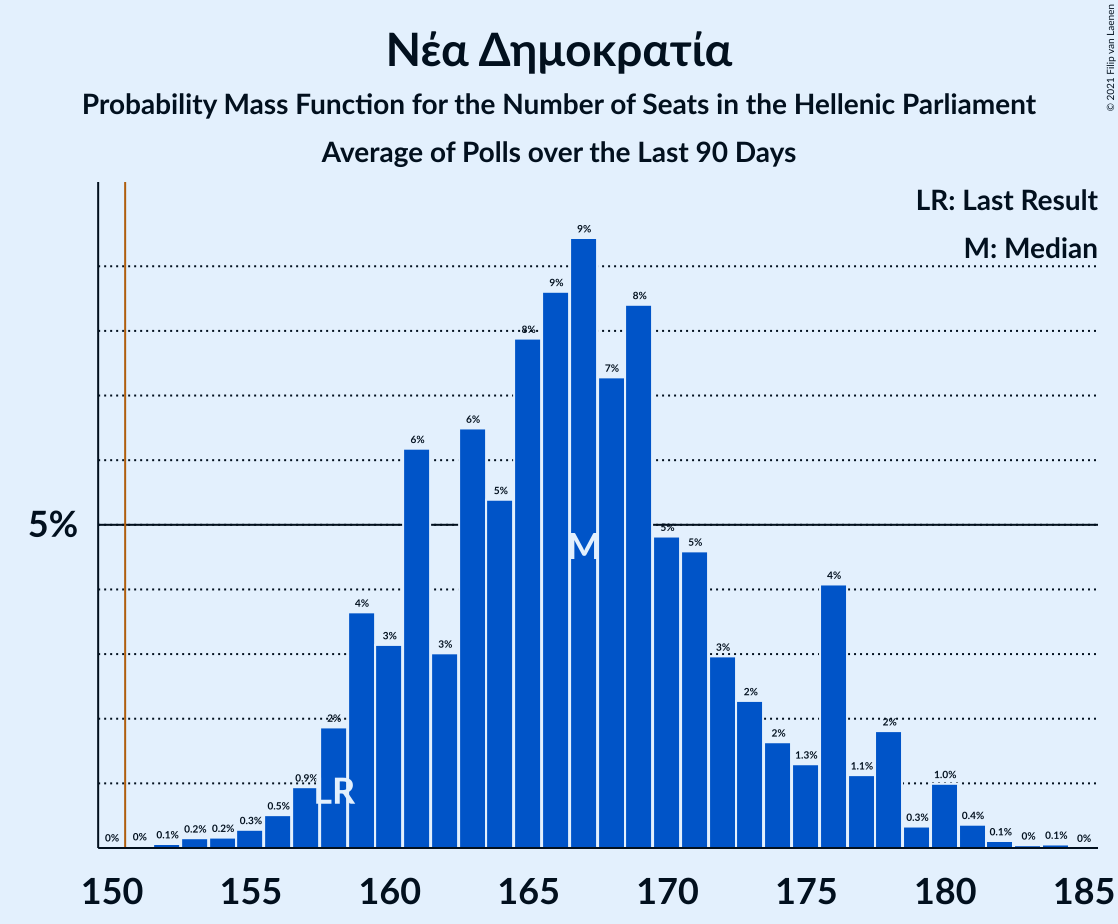 Νέα Δημοκρατία
Probability Mass Function for the Number of Seats in the Hellenic Parliament
Average of Polls over the Last 90 Days
© 2021 Filip van Laenen
LR: Last Result
M: Median
5%
0% 0% 0.1% 0.2% 0.2% 0.3% 0.5% 0.9% 2% 4% 3% 6% 3% 6% 5% 8% 9% 9% 7% 8% 5% 5% 3% 2% 2% 1.3% 4% 1.1% 2% 0.3% 1.0% 0.4% 0.1% 0% 0.1% 0%
M
LR
150 155 160 165 170 175 180 185